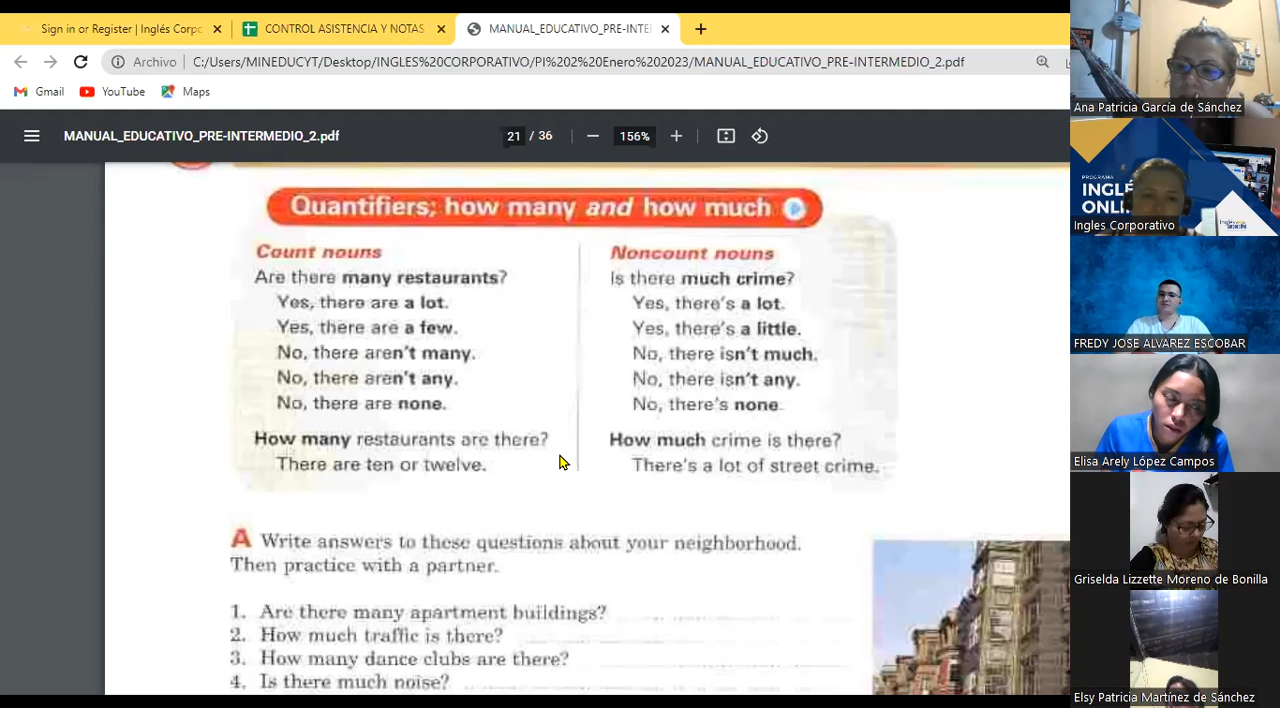 Sign in or Register | Inglés Corpo
CONTROL ASISTENCIA Y NOTAS
MANUAL_EDUCATIVO_PRE-INTE
Archivo
C:/Users/MINEDUCYT/Desktop/INGLES%20CORPORATIVO/PI%202%20Enero%202023/MANUAL_EDUCATIVO_PRE-INTERMEDIO_2.pdf
Gmail
YouTube
Maps
MANUAL_EDUCATIVO_PRE-INTERMEDIO_2.pdf
21 / 36
156%
Quantifiers; how many and how much
Count nouns
Are there many restaurants?
Yes, there are a lot.
Yes, there are a few.
No, there aren't many.
No, there aren't any.
No, there are none.
How many restaurants are there?
There are ten or twelve.
Noncount nouns
Is there much crime?
Yes, there's a lot.
Yes, there's a little.
No, there isn't much.
No, there isn't any.
No, there's none.
How much crime is there?
There's a lot of street crime.
A Write answers to these questions about your neighborhood.
Then practice with a partner.
1. Are there many apartment buildings?
2. How much traffic is there?
3. How many dance clubs are there?
4. Is there much noise?
Ana Patricia García de Sánchez
PROGRAMA
INGLÉ
ONLI
Ingles Corporativo
FREDY JOSE ALVAREZ ESCOBAR
Elisa Arely López Campos
Griselda Lizzette Moreno de Bonilla
Elsy Patricia Martínez de Sánchez